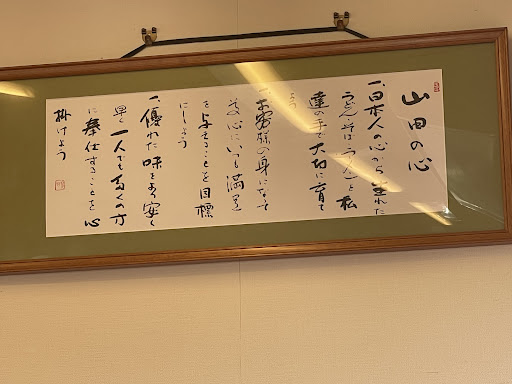 山田の心
一、日本人の心から生れた
うどん、そば 私
達の手で大切に育て
よう
一、お客様の身になって
心にいつも満足
を与えることを目標
にしよう
一、優れた味をより安く
早く一人でも多くの方
に奉仕することを心
掛けよう